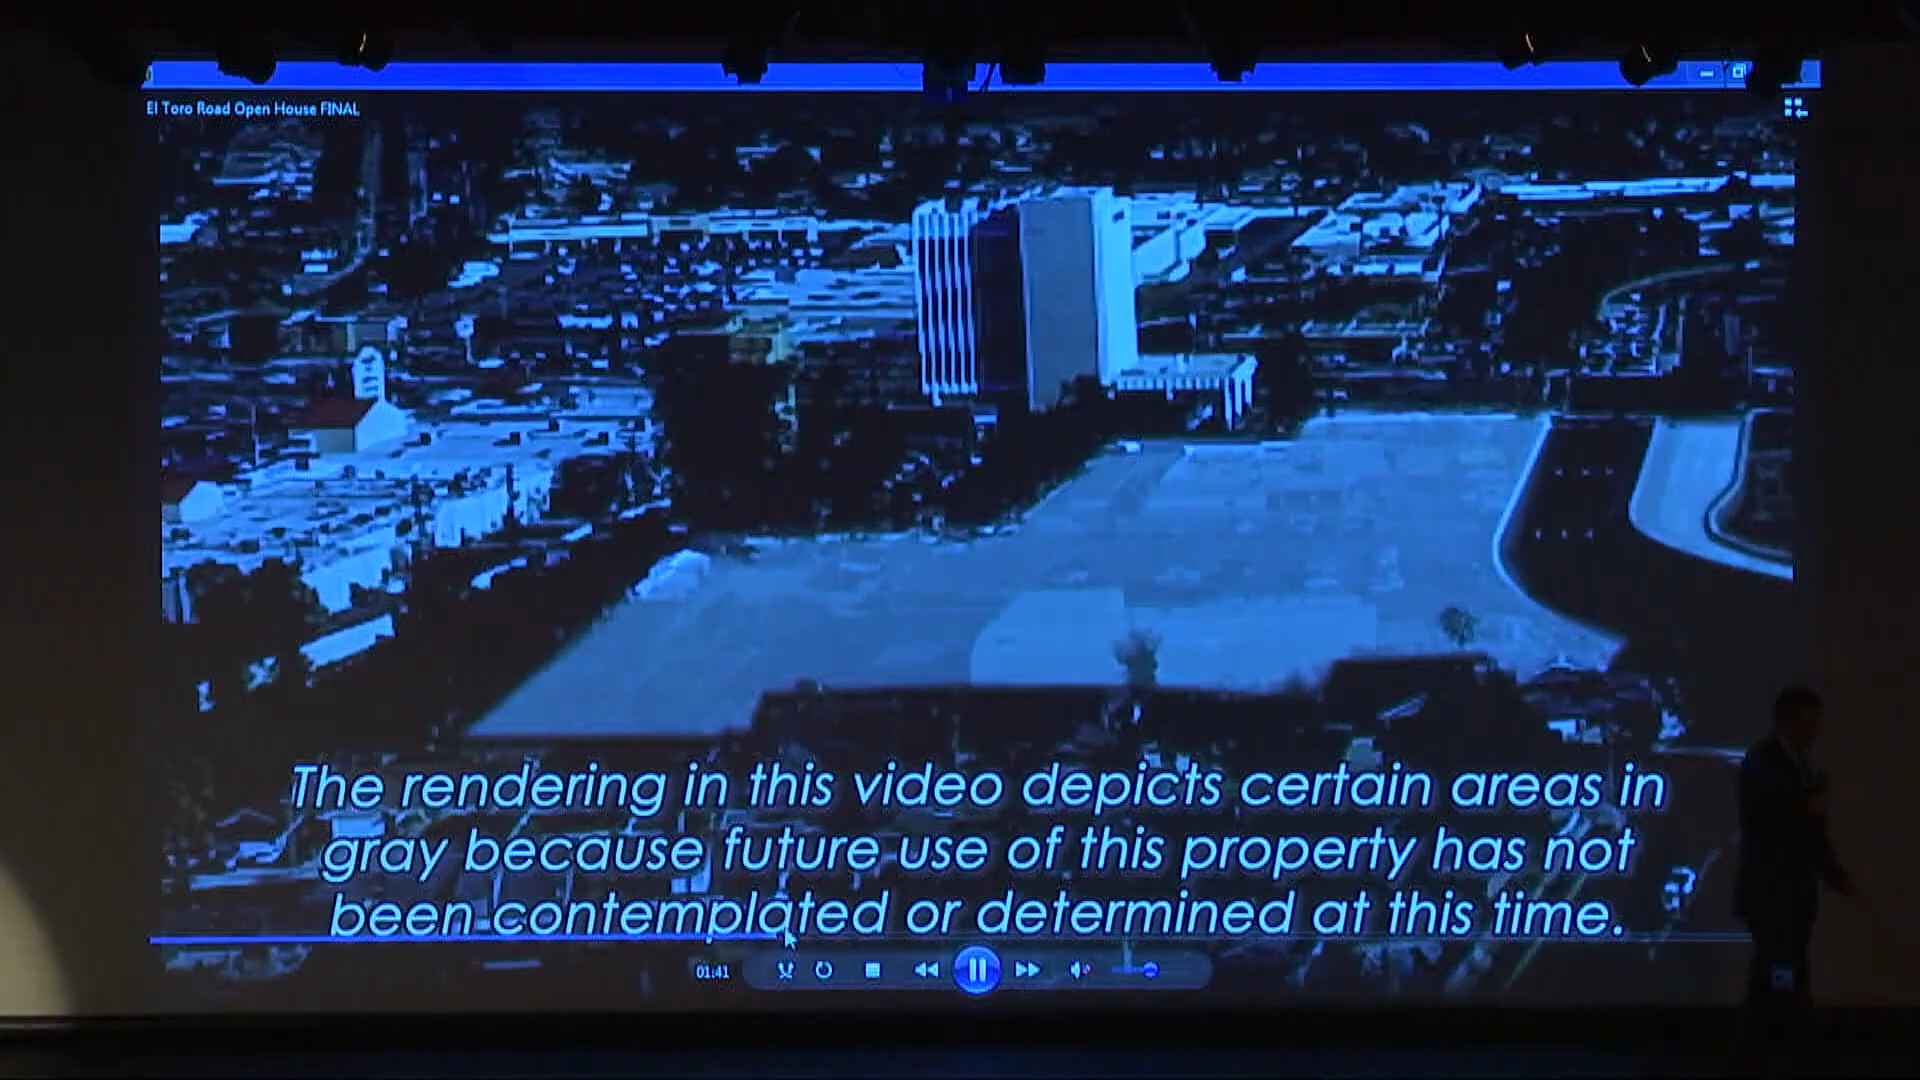 El Toro Road Open House FINAL
The rendering in this video depicts certain areas in
gray because future use of this property has not
been contemplated or determined at this time.
01:41